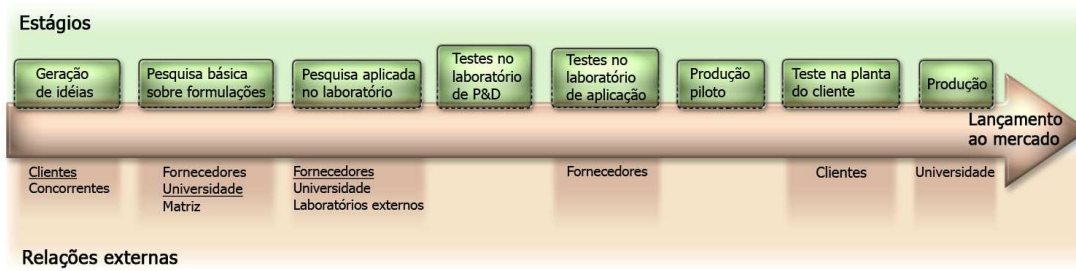 Estágios
Geração
de idéias
Pesquisa básica
sobre formulações
Pesquisa aplicada
no laboratório
Testes no
laboratório
de P&D
Testes no
laboratório
de aplicação
Produção
piloto
Teste na planta
do cliente
Produção
Lançamento
ao mercado
Clientes
Concorrentes
Fornecedores
Universidade
Matriz
Fornecedores
Universidade
Laboratórios externos
Fornecedores
Clientes
Universidade
Relações externas